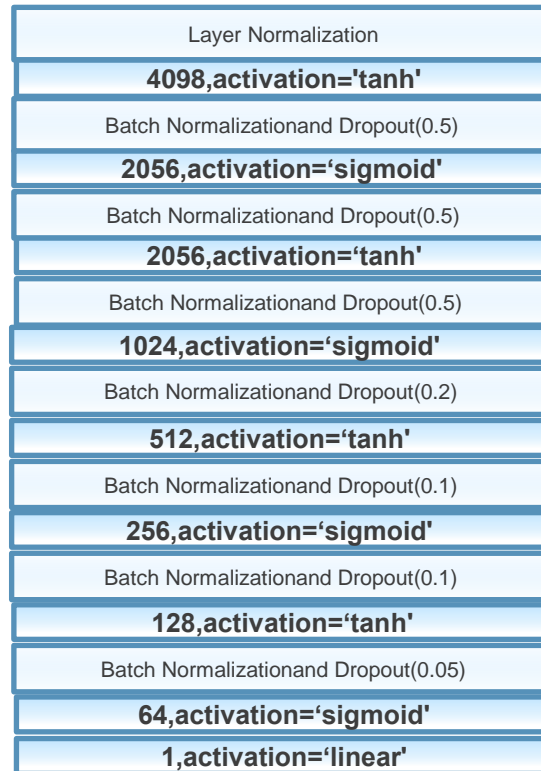 Layer Normalization
4098,activation='tanh'
Batch Normalizationand Dropout(0.5)
2056,activation=‘sigmoid'
Batch Normalizationand Dropout(0.5)
2056,activation=‘tanh'
Batch Normalizationand Dropout(0.5)
1024,activation=‘sigmoid'
Batch Normalizationand Dropout(0.2)
512,activation=‘tanh'
Batch Normalizationand Dropout(0.1)
256,activation=‘sigmoid'
Batch Normalizationand Dropout(0.1)
128,activation=‘tanh'
Batch Normalizationand Dropout(0.05)
64,activation=‘sigmoid'
1,activation=‘linear'